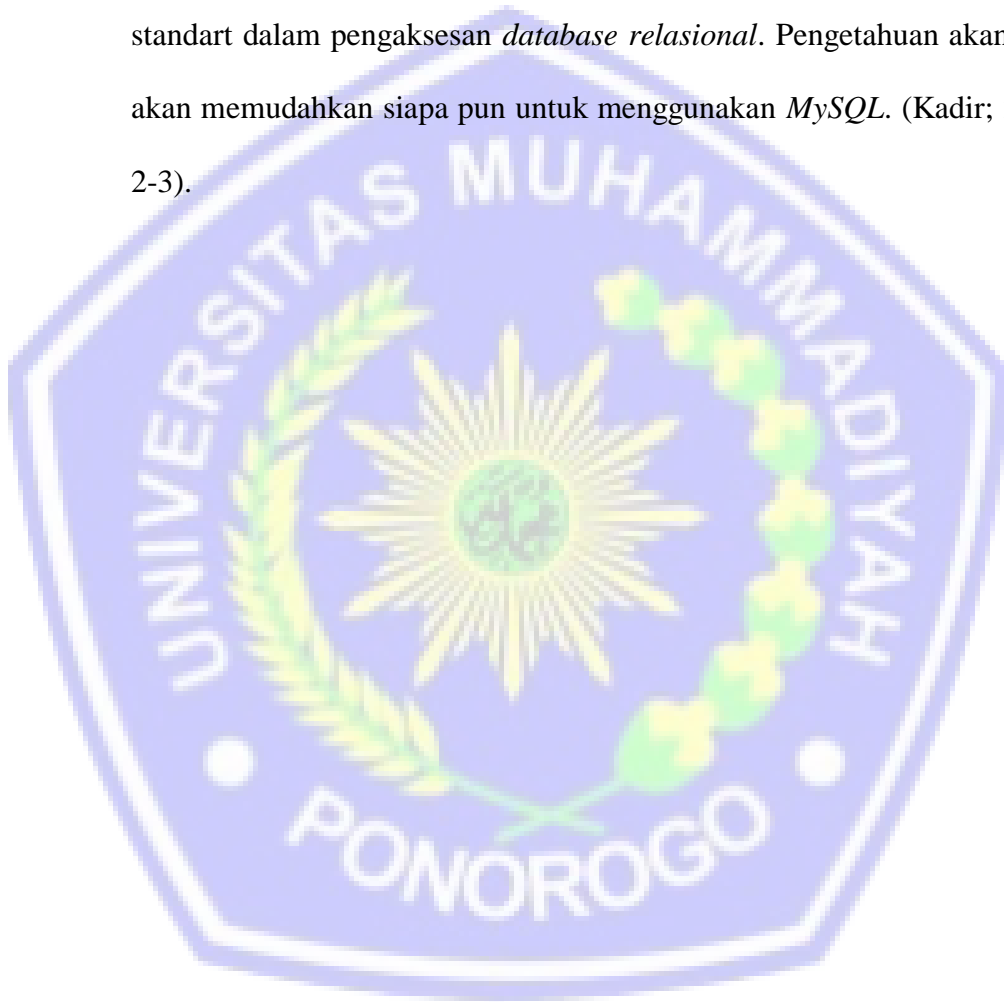 standart dalam pengaksesan database relasional. Pengetahuan akan
akan memudahkan siapa pun untuk menggunakan MySQL. (Kadir;
2-3).
UNIVERSITAS MUHAMMADIYAH
PONOROGO